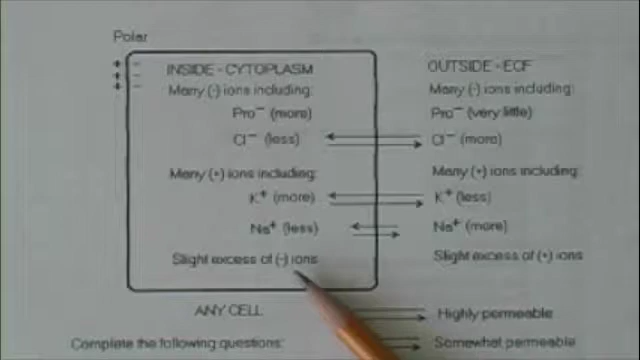 Polar
INSIDE - CYTOPLASM OUTSIDE - ECF
Many (-) ions including: Many (-) ions including:
Pro⁻ (more) Pro⁻ (very little)
Cl⁻ (less) Cl⁻ (more)
Many (+) ions including: Many (+) ions including:
K⁺ (more) K⁺ (less)
Na⁺ (less) Na⁺ (more)
Slight excess of (-) ions Slight excess of (+) ions
ANY CELL Highly permeable
Complete the following questions: Somewhat permeable